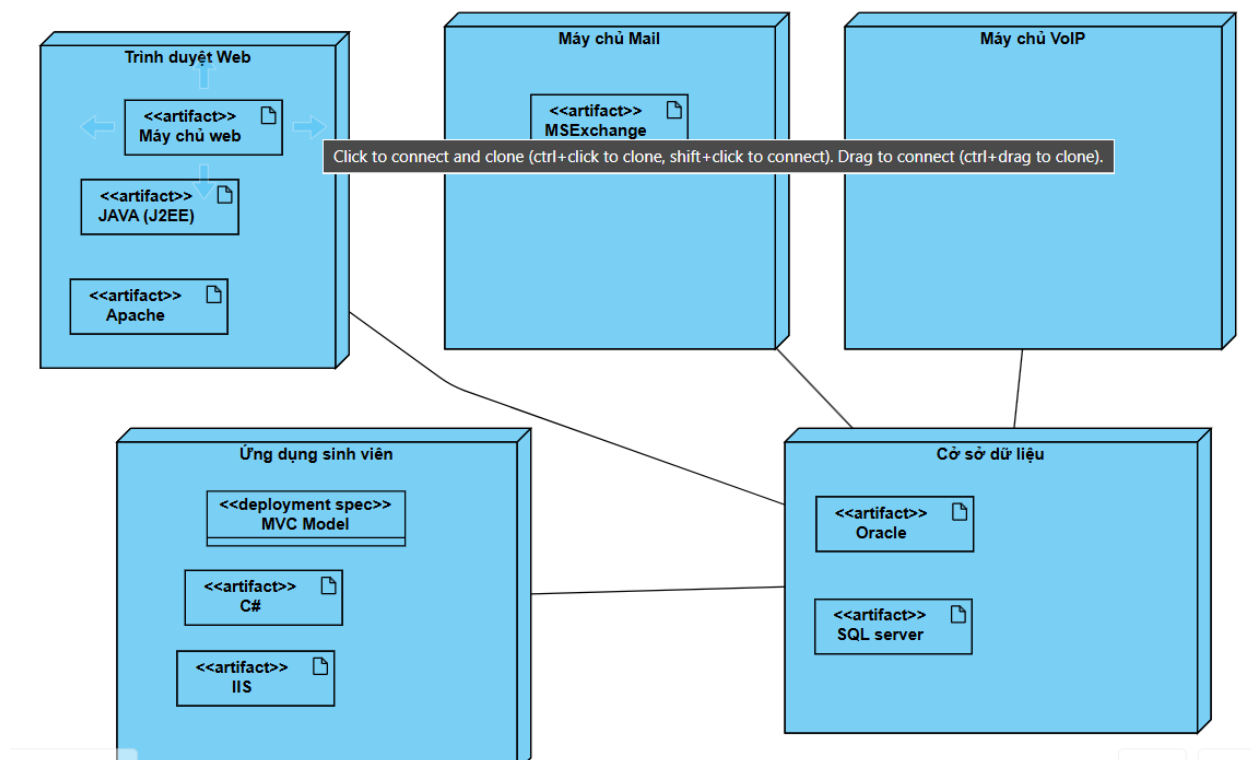 Trình duyệt Web
<<artifact>>
Máy chủ web
<<artifact>>
JAVA (J2EE)
<<artifact>>
Apache
Máy chủ Mail
<<artifact>>
MSExchange
Máy chủ VoIP
Click to connect and clone (ctrl+click to clone, shift+click to connect). Drag to connect (ctrl+drag to clone).
Ứng dụng sinh viên
<<deployment spec>>
MVC Model
<<artifact>>
C#
<<artifact>>
IIS
Cở sở dữ liệu
<<artifact>>
Oracle
<<artifact>>
SQL server